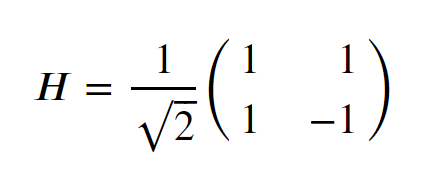 H = 1/√2 ( 1 1
1 −1 )